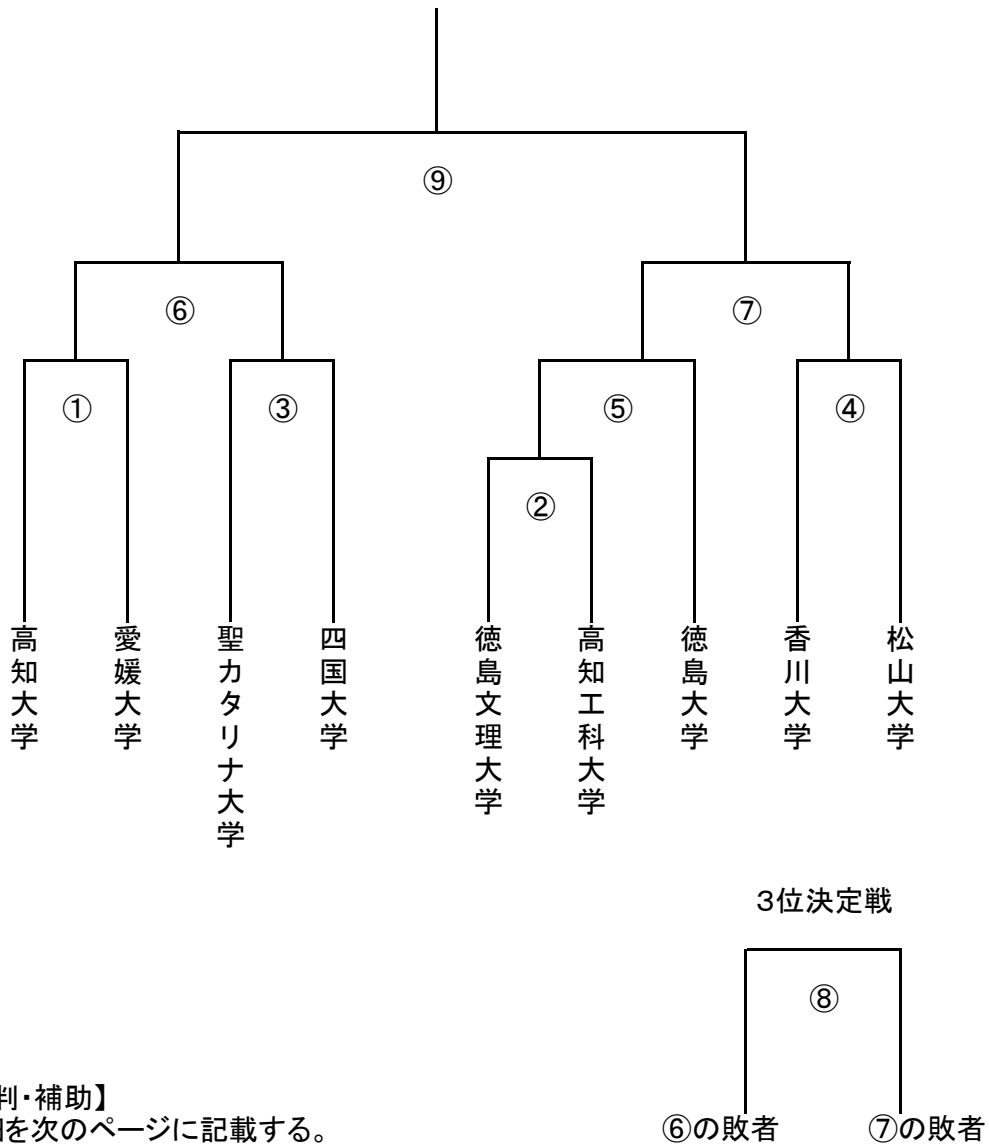 ⑨
⑥
⑦
①
③
⑤
④
②
高知大学
愛媛大学
聖カタリナ大学
四国大学
徳島文理大学
高知工科大学
徳島大学
香川大学
松山大学
3位決定戦
⑧
判・補助】
を次のページに記載する。
⑥の敗者
⑦の敗者